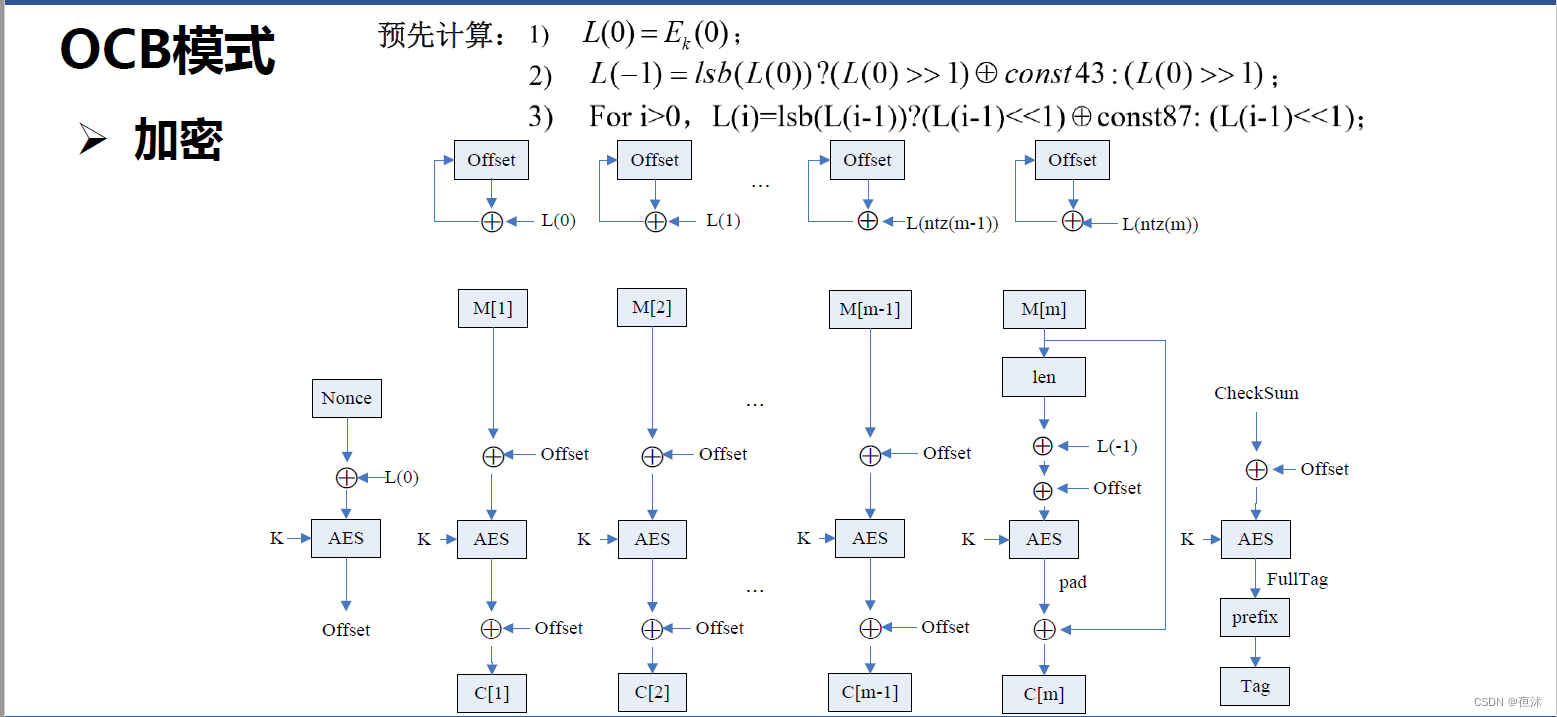 OCB模式
预先计算：1) L(0) = E_k(0)；
2) L(−1) = lsb(L(0))?(L(0) >> 1) ⊕ const43 : (L(0) >> 1)；
➢ 加密
3) For i>0，L(i)=lsb(L(i-1))?(L(i-1)<<1) ⊕ const87: (L(i-1)<<1);
Offset Offset Offset Offset
...
⊕ L(0) ⊕ L(1) ⊕ L(ntz(m-1)) ⊕ L(ntz(m))
M[1] M[2] M[m-1] M[m]
len
Nonce ... CheckSum
⊕ Offset ⊕ Offset ⊕ Offset ⊕ L(-1)
⊕ L(0) ⊕ Offset ⊕ Offset
K AES K AES K AES K AES K AES K AES
... pad FullTag
Offset ⊕ Offset ⊕ Offset ⊕ Offset ⊕ prefix
C[1] C[2] C[m-1] C[m] Tag
CSDN @恒沭